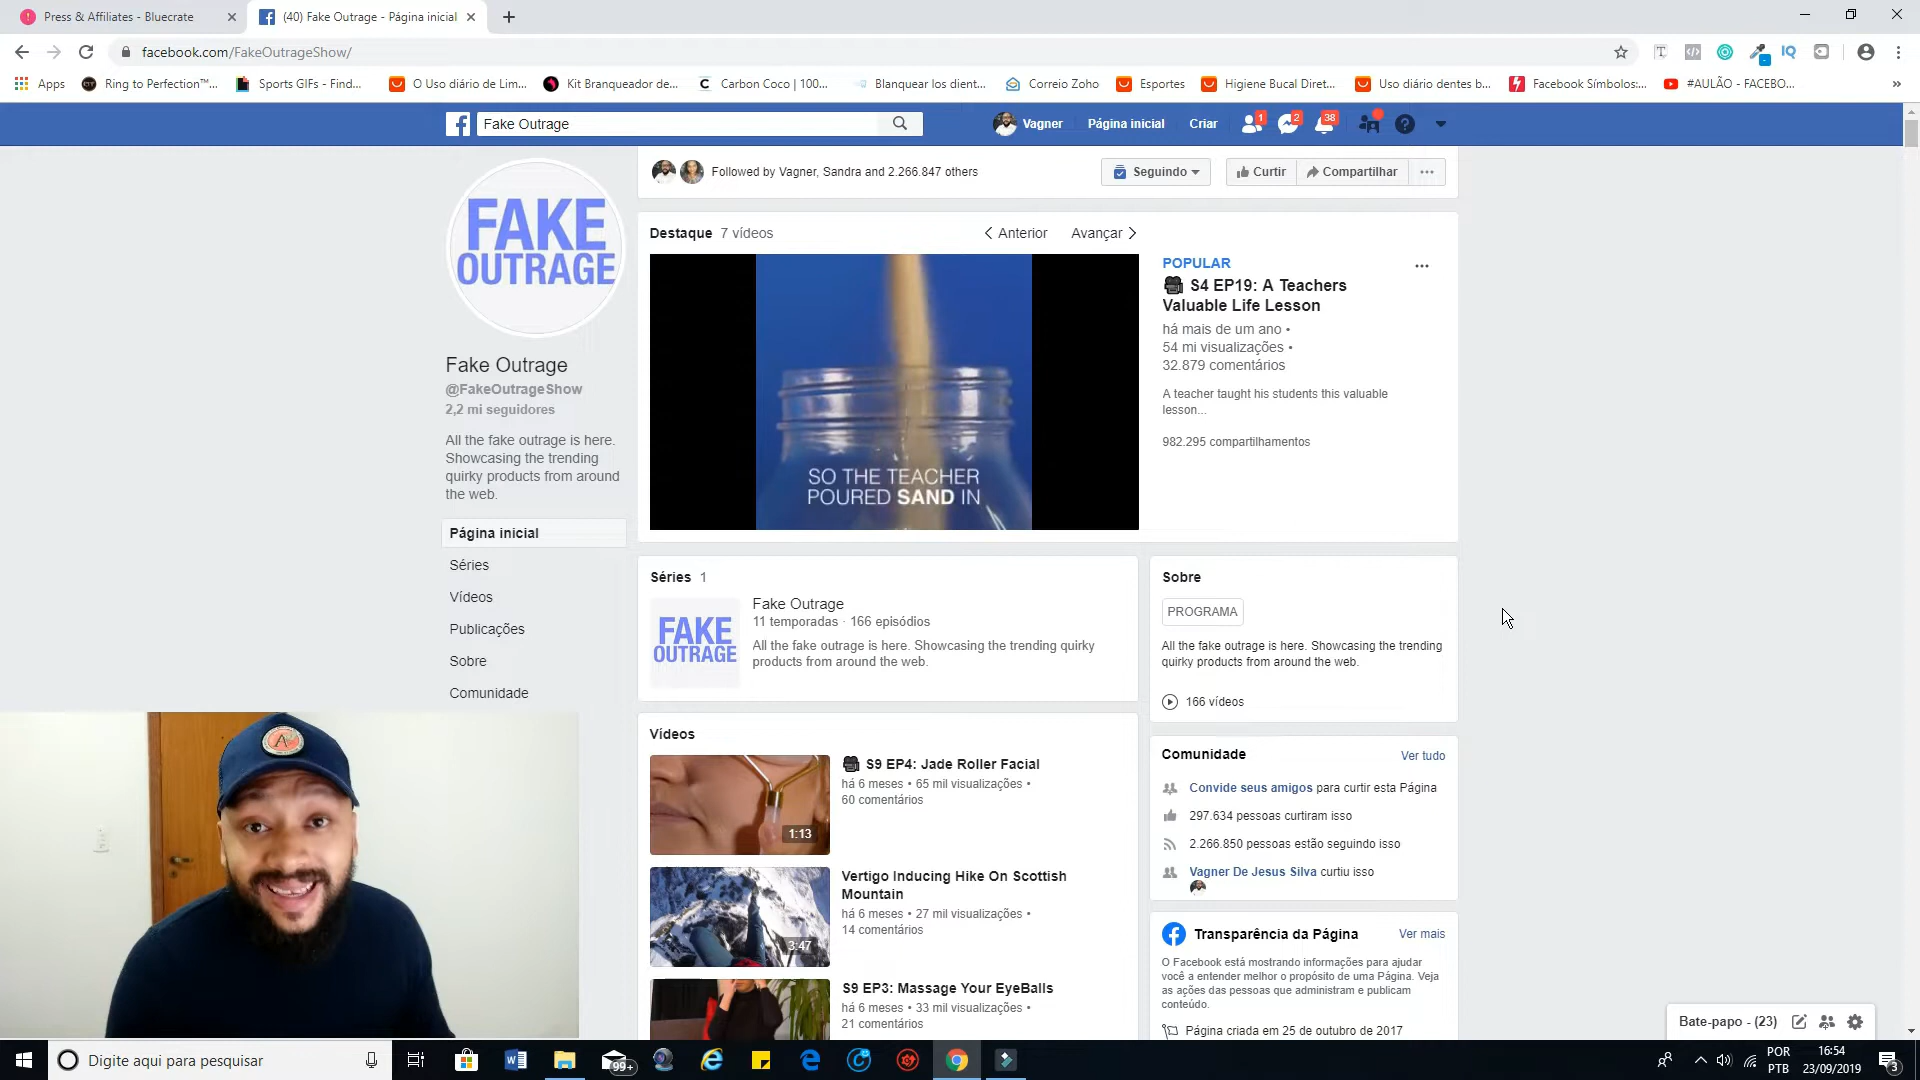 Press & Affiliates - Bluecrate
(40) Fake Outrage - Página inicial
facebook.com/FakeOutrageShow/
Apps
Ring to Perfection™...
Sports GIFs - Find...
O Uso diário de Lim...
Kit Branqueador de...
Carbon Coco | 100...
Blanquear los dient...
Correio Zoho
Esportes
Higiene Bucal Diret...
Uso diário dentes b...
Facebook Símbolos:...
#AULÃO - FACEBO...
Fake Outrage
Vagner
Página inicial
Criar
1
2
38
FAKE
OUTRAGE
Fake Outrage
@FakeOutrageShow
2,2 mi seguidores
All the fake outrage is here.
Showcasing the trending
quirky products from around
the web.
Página inicial
Séries
Vídeos
Publicações
Sobre
Comunidade
Followed by Vagner, Sandra and 2.266.847 others
Seguindo
Curtir
Compartilhar
Destaque 7 vídeos
Anterior
Avançar
SO THE TEACHER
POURED SAND IN
POPULAR
S4 EP19: A Teachers
Valuable Life Lesson
há mais de um ano •
54 mi visualizações •
32.879 comentários
A teacher taught his students this valuable
lesson...
982.295 compartilhamentos
Séries 1
FAKE
OUTRAGE
Fake Outrage
11 temporadas · 166 episódios
All the fake outrage is here. Showcasing the trending
quirky products from around the web.
Vídeos
1:13
S9 EP4: Jade Roller Facial
há 6 meses • 65 mil visualizações •
60 comentários
3:47
Vertigo Inducing Hike On Scottish
Mountain
há 6 meses • 27 mil visualizações •
14 comentários
S9 EP3: Massage Your EyeBalls
há 6 meses • 33 mil visualizações •
21 comentários
Sobre
PROGRAMA
All the fake outrage is here. Showcasing the trending
quirky products from around the web.
166 vídeos
Comunidade
Ver tudo
Convide seus amigos para curtir esta Página
297.634 pessoas curtiram isso
2.266.850 pessoas estão seguindo isso
Vagner De Jesus Silva curtiu isso
Transparência da Página
Ver mais
O Facebook está mostrando informações para ajudar
você a entender melhor o propósito de uma Página. Veja
as ações das pessoas que administram e publicam
conteúdo.
Página criada em 25 de outubro de 2017
Bate-papo - (23)
Digite aqui para pesquisar
99+
POR
PTB
16:54
23/09/2019
3